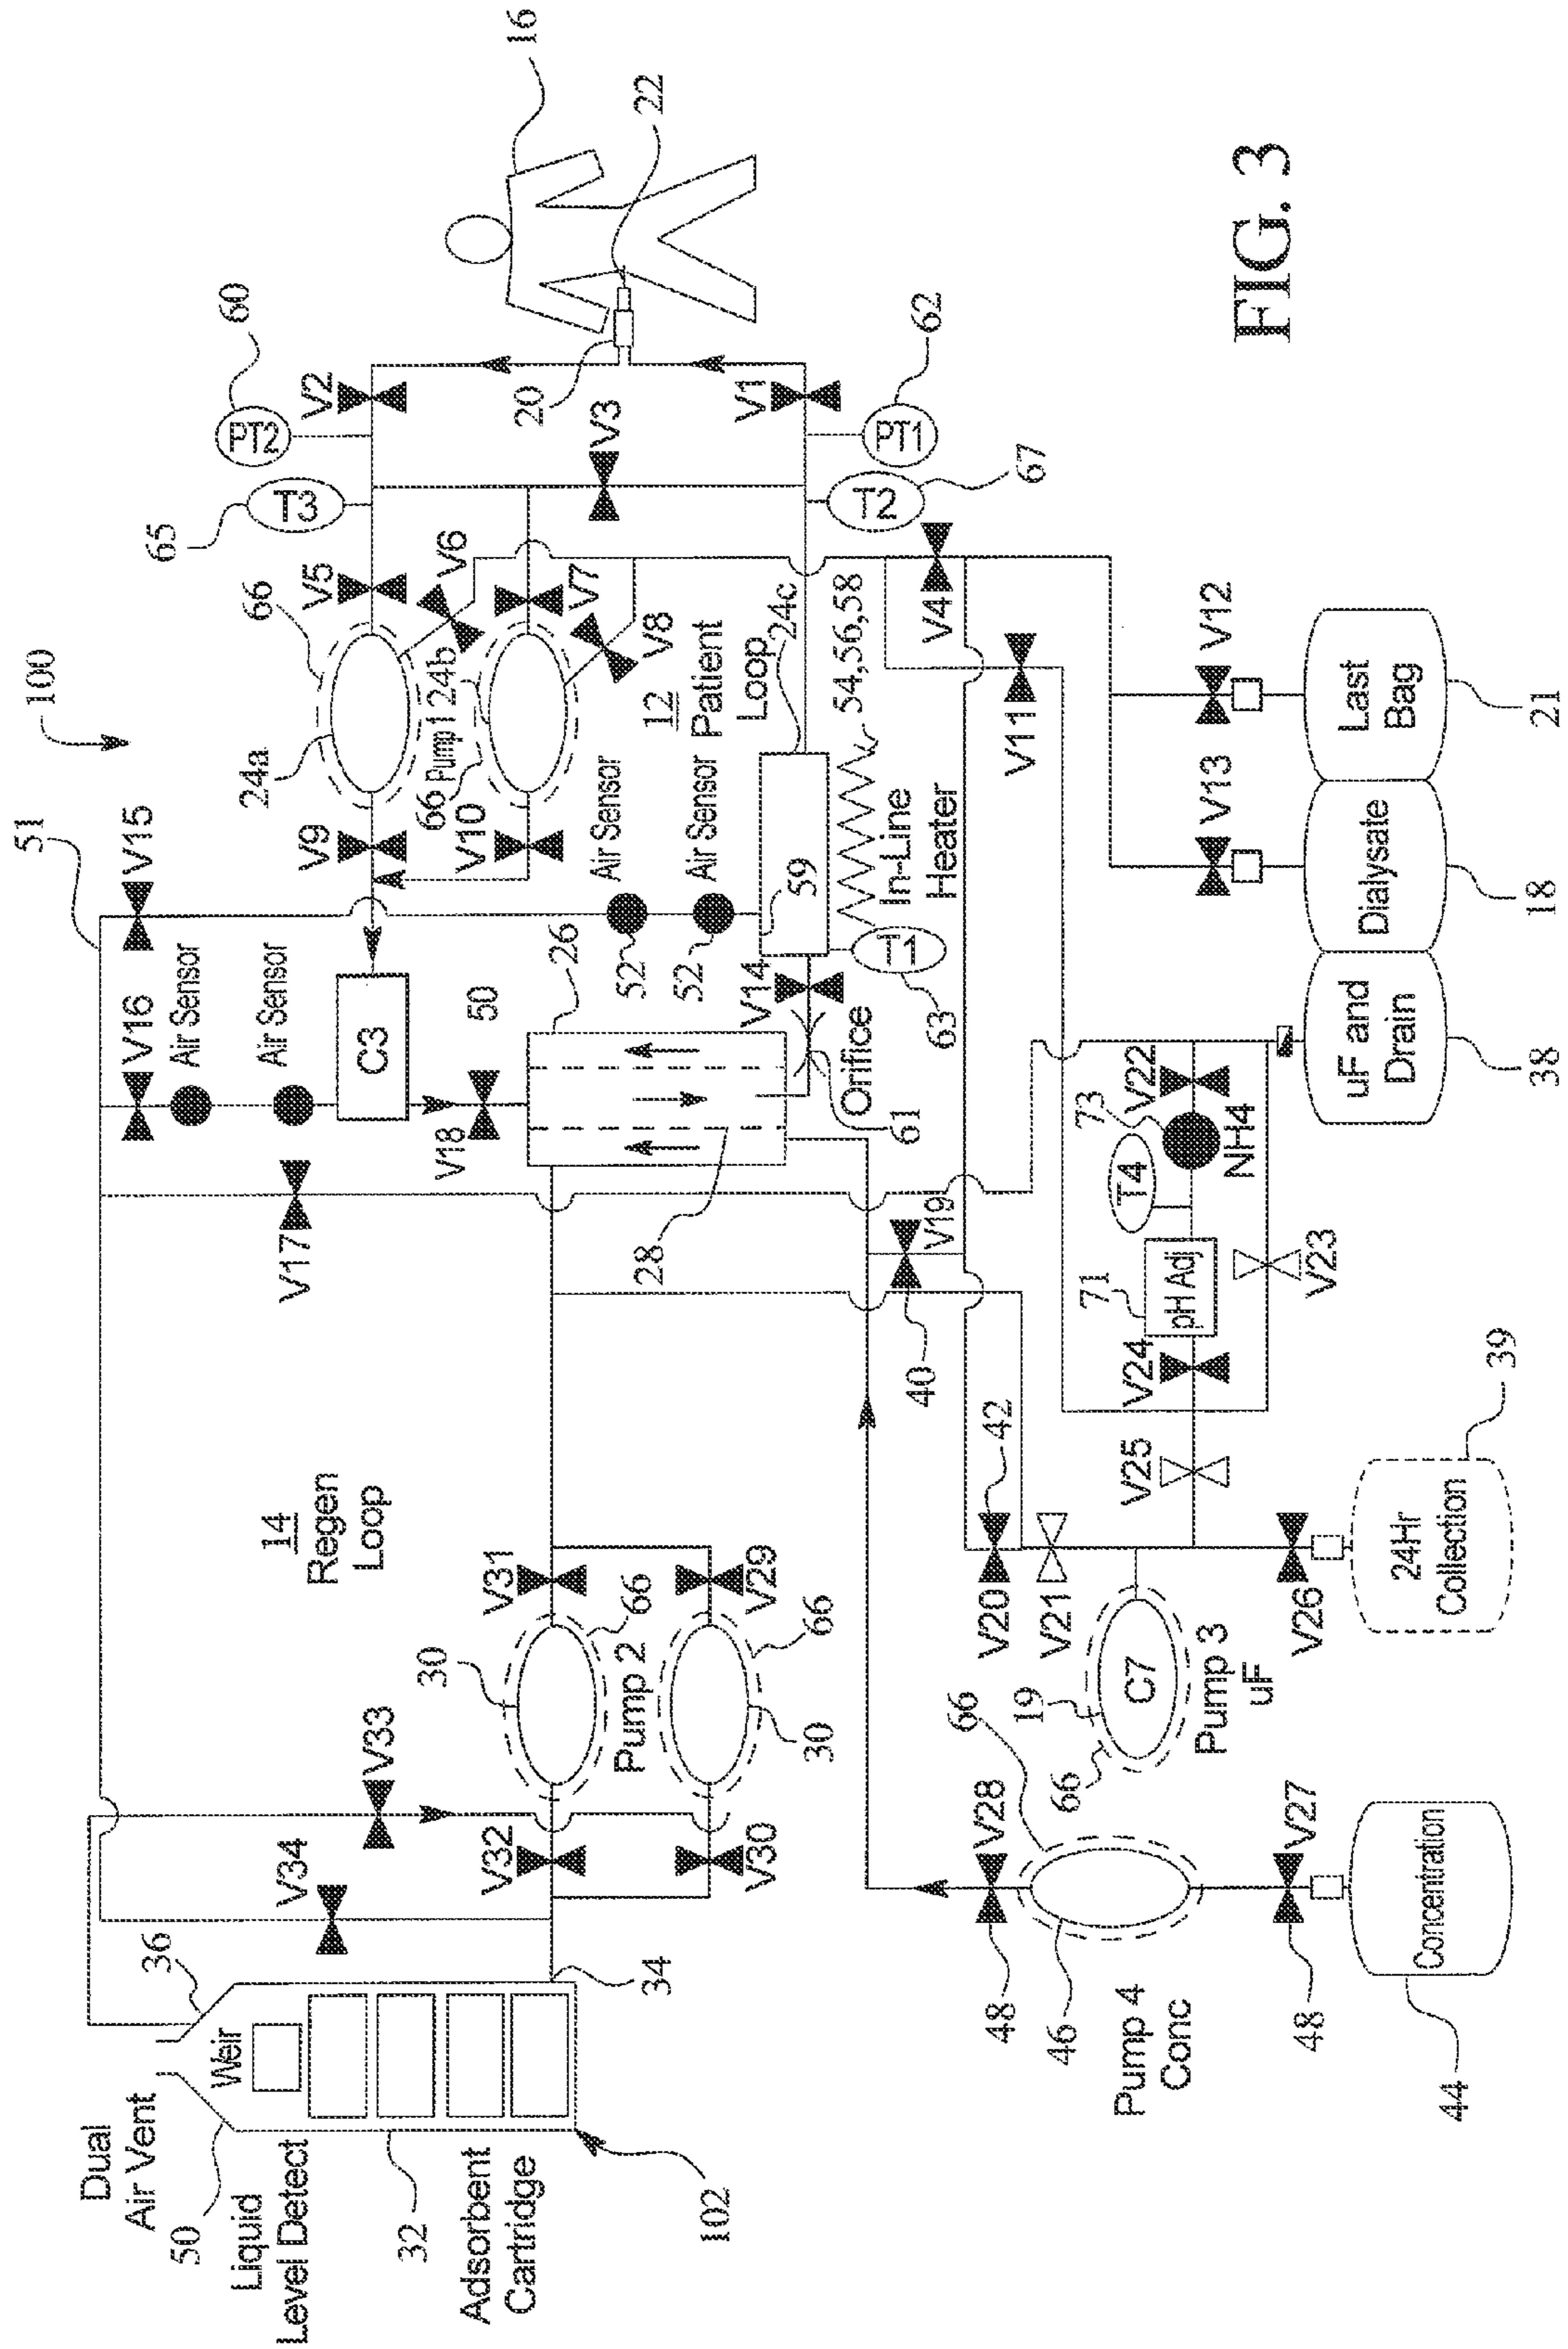 100
51
V15
V16
Air Sensor
Air Sensor
V17
C3
V18
50
V9
V10
24a
66
66
Pump 1
24b
V5
V6
V7
V8
65
T3
60
PT2
V2
16
22
20
V3
V1
PT1
62
T2
67
Air Sensor
Air Sensor
52
52
12
Patient
Loop
24c
59
54,56,58
In-Line
Heater
T1
63
V14
Orifice
61
26
28
V4
V11
V12
V13
Last
Bag
21
Dialysate
18
uF and
Drain
38
V22
73
NH4
T4
71
pH Adj
V23
V24
V25
V19
40
42
V20
V21
V26
24Hr
Collection
39
14
Regen
Loop
V31
V29
30
66
Pump 2
66
30
V33
V34
V32
V30
36
34
Dual
Air Vent
50
Weir
Liquid
Level Detect
32
Adsorbent
Cartridge
102
C7
19
66
Pump 3
uF
66
V28
48
46
Pump 4
Conc
V27
48
Concentration
44
FIG. 3